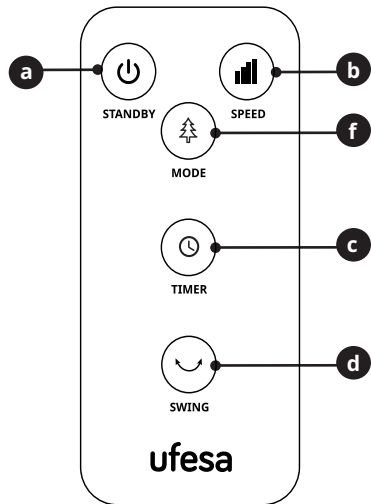 a
b
STANDBY
SPEED
f
MODE
c
TIMER
d
SWING
ufesa